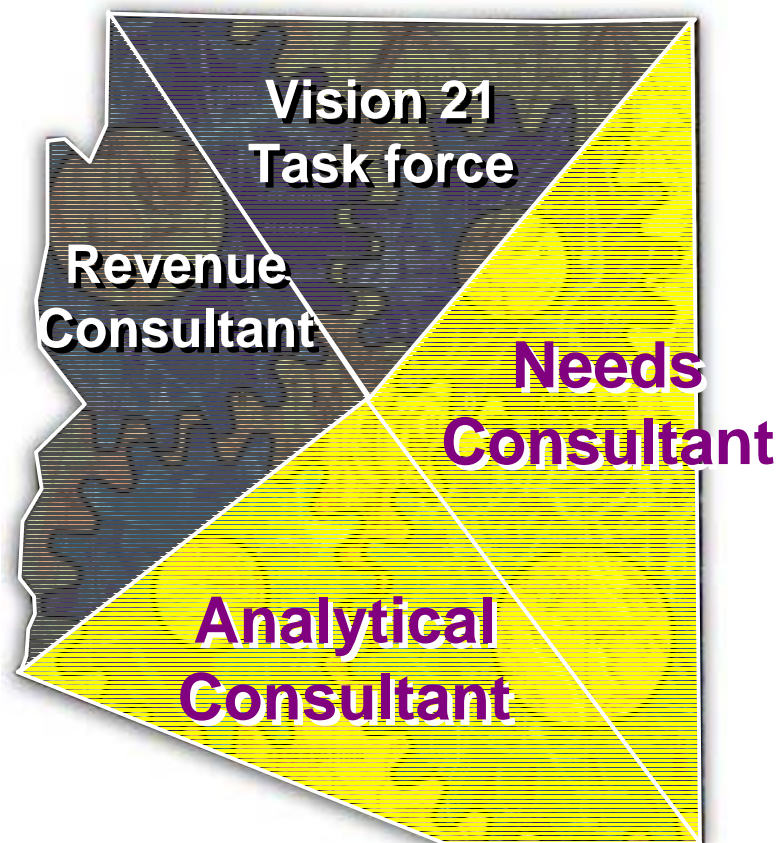 Vision 21
Task force
Revenue
Consultant
Needs
Consultant
Analytical
Consultant